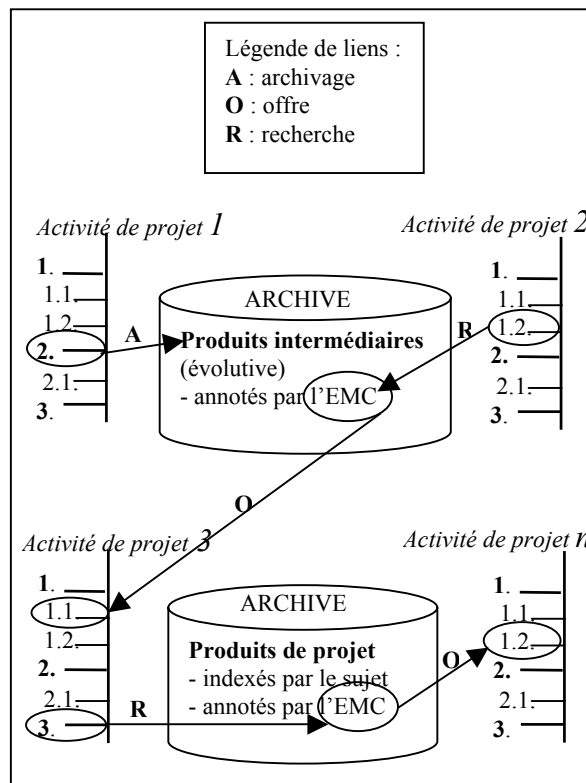 Légende de liens :
A : archivage
O : offre
R : recherche
Activité de projet 1
1.
1.1.
1.2.
2.
2.1.
3.
A
ARCHIVE
Produits intermédiaires
(évolutive)
- annotés par l’EMC
R
Activité de projet 2
1.
1.1.
1.2.
2.
2.1.
3.
O
Activité de projet 3
1.
1.1.
1.2.
2.
2.1.
3.
R
ARCHIVE
Produits de projet
- indexés par le sujet
- annotés par l’EMC
O
Activité de projet n
1.
1.1.
1.2.
2.
2.1.
3.